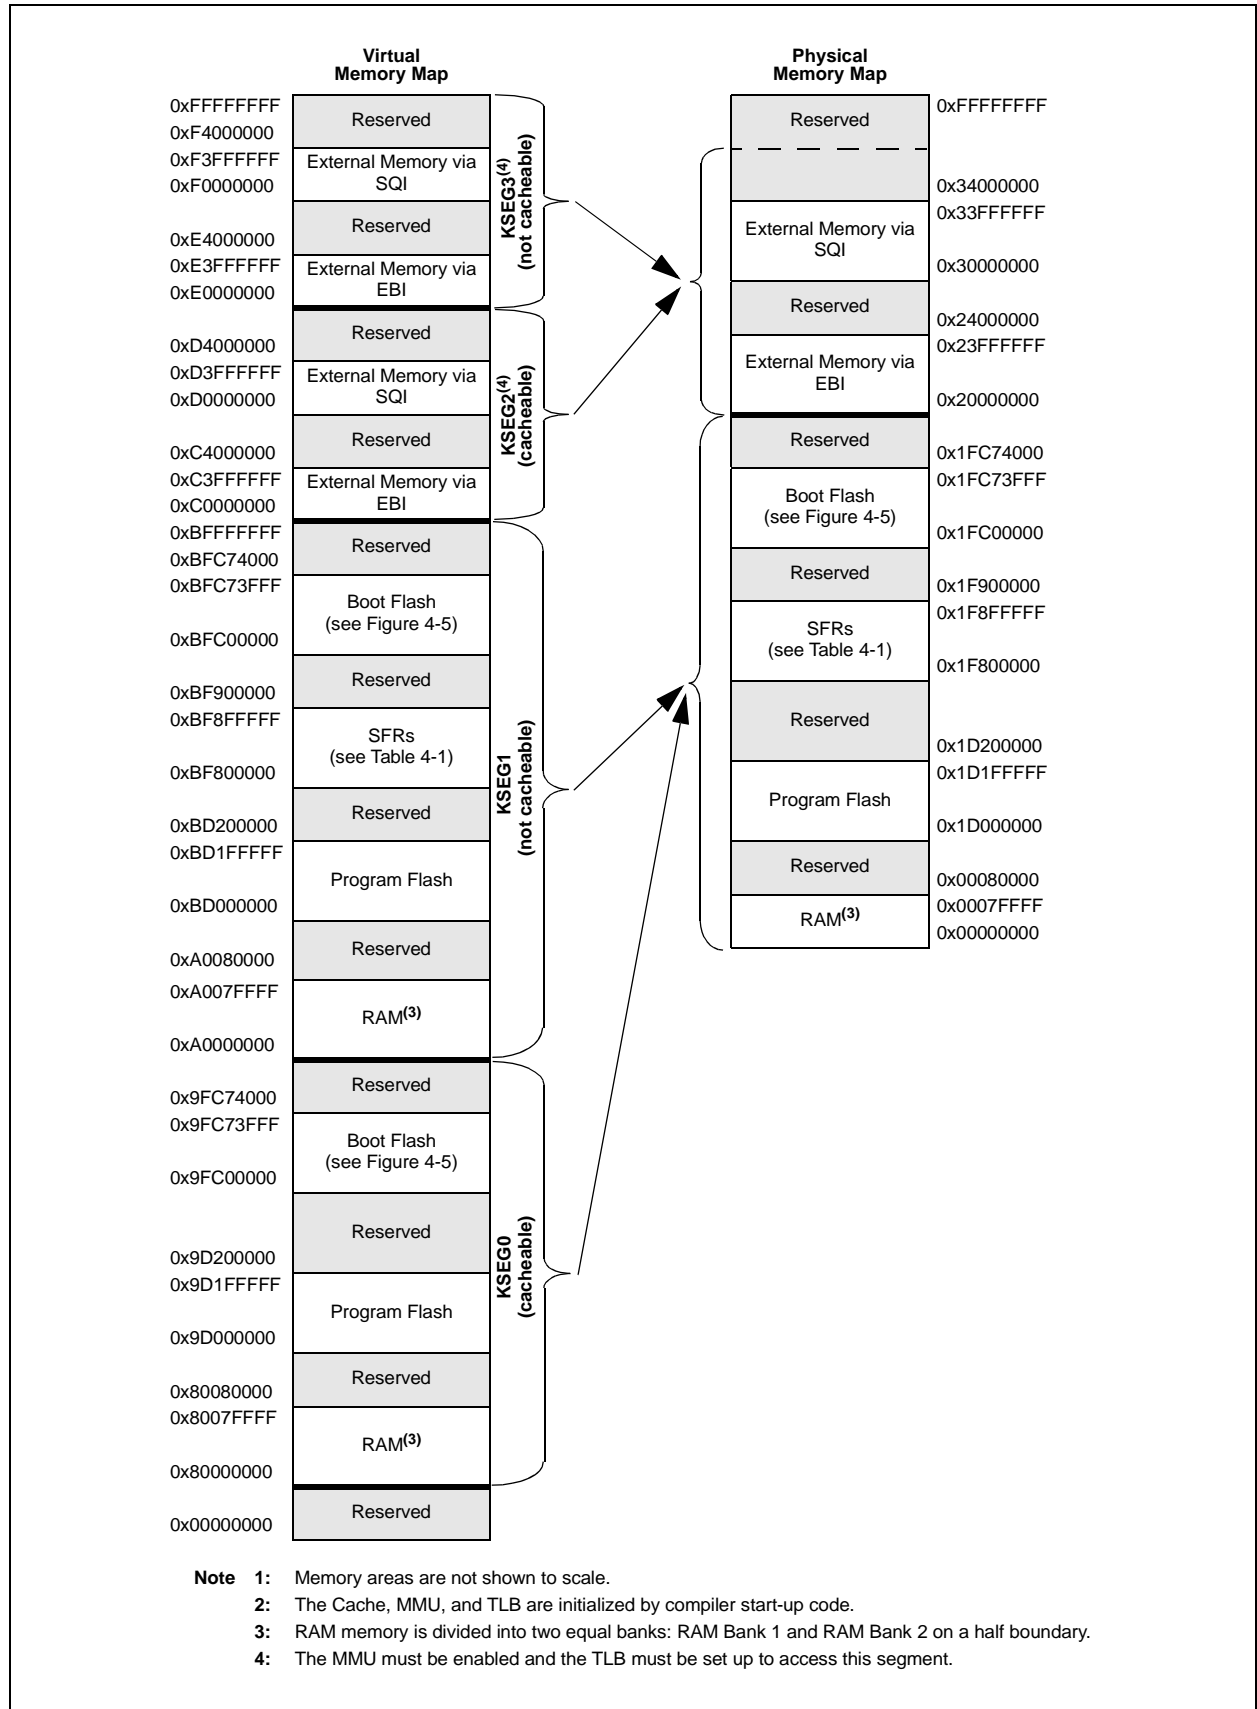 Virtual
Memory Map
0xFFFFFFFF
Reserved
0xF4000000
0xF3FFFFFF
External Memory via
SQI
0xF0000000
Reserved
0xE4000000
0xE3FFFFFF
External Memory via
EBI
0xE0000000
KSEG3(4)
(not cacheable)
Reserved
0xD4000000
0xD3FFFFFF
External Memory via
SQI
0xD0000000
Reserved
0xC4000000
0xC3FFFFFF
External Memory via
EBI
0xC0000000
KSEG2(4)
(cacheable)
0xBFFFFFFF
Reserved
0xBFC74000
0xBFC73FFF
Boot Flash
(see Figure 4-5)
0xBFC00000
Reserved
0xBF900000
0xBF8FFFFF
SFRs
(see Table 4-1)
0xBF800000
Reserved
0xBD200000
0xBD1FFFFF
Program Flash
0xBD000000
Reserved
0xA0080000
0xA007FFFF
RAM(3)
0xA0000000
KSEG1
(not cacheable)
Reserved
0x9FC74000
0x9FC73FFF
Boot Flash
(see Figure 4-5)
0x9FC00000
Reserved
0x9D200000
0x9D1FFFFF
Program Flash
0x9D000000
Reserved
0x80080000
0x8007FFFF
RAM(3)
0x80000000
KSEG0
(cacheable)
Reserved
0x00000000
Physical
Memory Map
0xFFFFFFFF
Reserved
0x34000000
0x33FFFFFF
External Memory via
SQI
0x30000000
Reserved
0x24000000
0x23FFFFFF
External Memory via
EBI
0x20000000
Reserved
0x1FC74000
0x1FC73FFF
Boot Flash
(see Figure 4-5)
0x1FC00000
Reserved
0x1F900000
0x1F8FFFFF
SFRs
(see Table 4-1)
0x1F800000
Reserved
0x1D200000
0x1D1FFFFF
Program Flash
0x1D000000
Reserved
0x00080000
0x0007FFFF
RAM(3)
0x00000000
Note 1: Memory areas are not shown to scale.
2: The Cache, MMU, and TLB are initialized by compiler start-up code.
3: RAM memory is divided into two equal banks: RAM Bank 1 and RAM Bank 2 on a half boundary.
4: The MMU must be enabled and the TLB must be set up to access this segment.